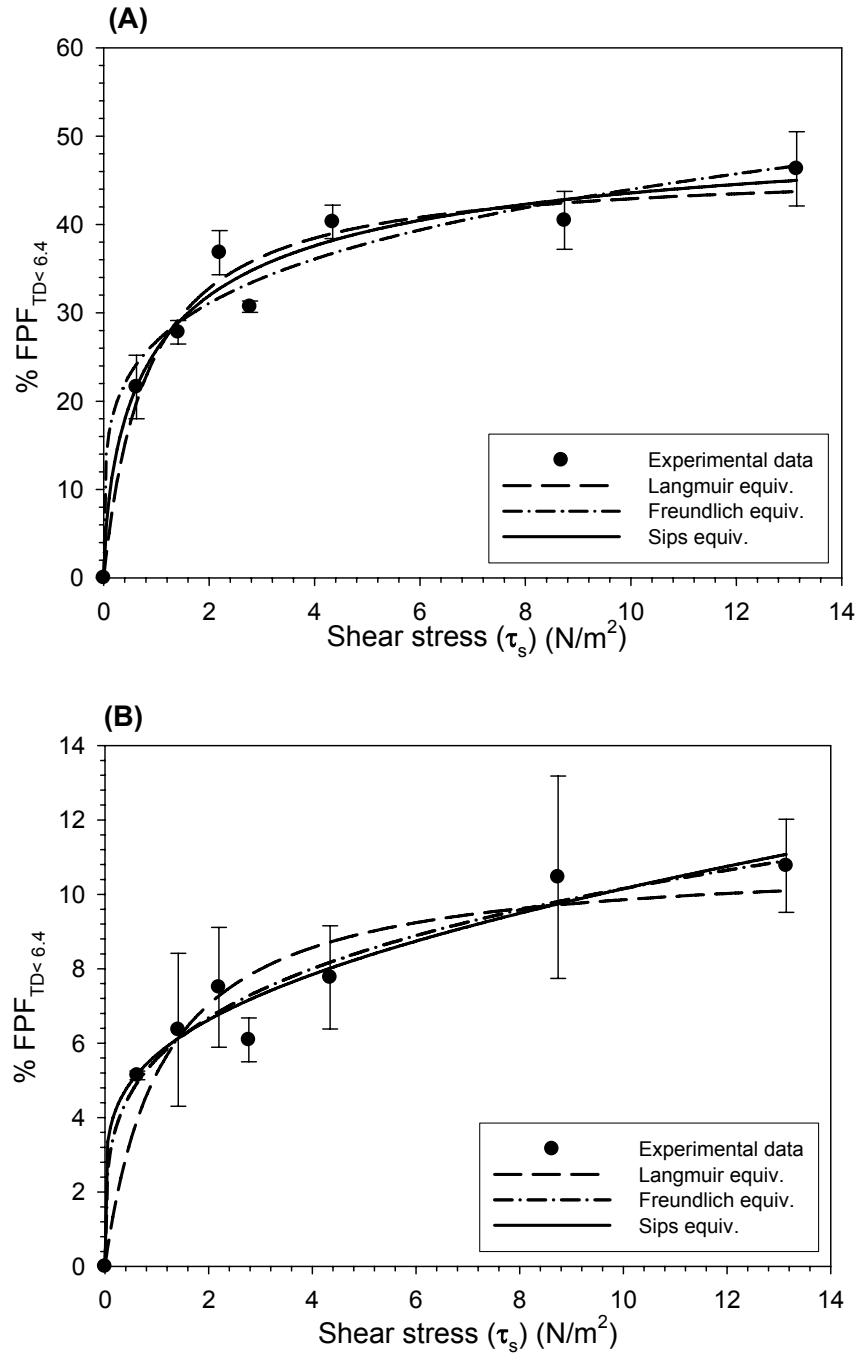 (A)
60
50
40
30
20
10
0
% FPF_TD< 6.4
Experimental data
Langmuir equiv.
Freundlich equiv.
Sips equiv.
0 2 4 6 8 10 12 14
Shear stress (τ_s) (N/m²)
(B)
14
12
10
8
6
4
2
0
% FPF_TD< 6.4
Experimental data
Langmuir equiv.
Freundlich equiv.
Sips equiv.
0 2 4 6 8 10 12 14
Shear stress (τ_s) (N/m²)